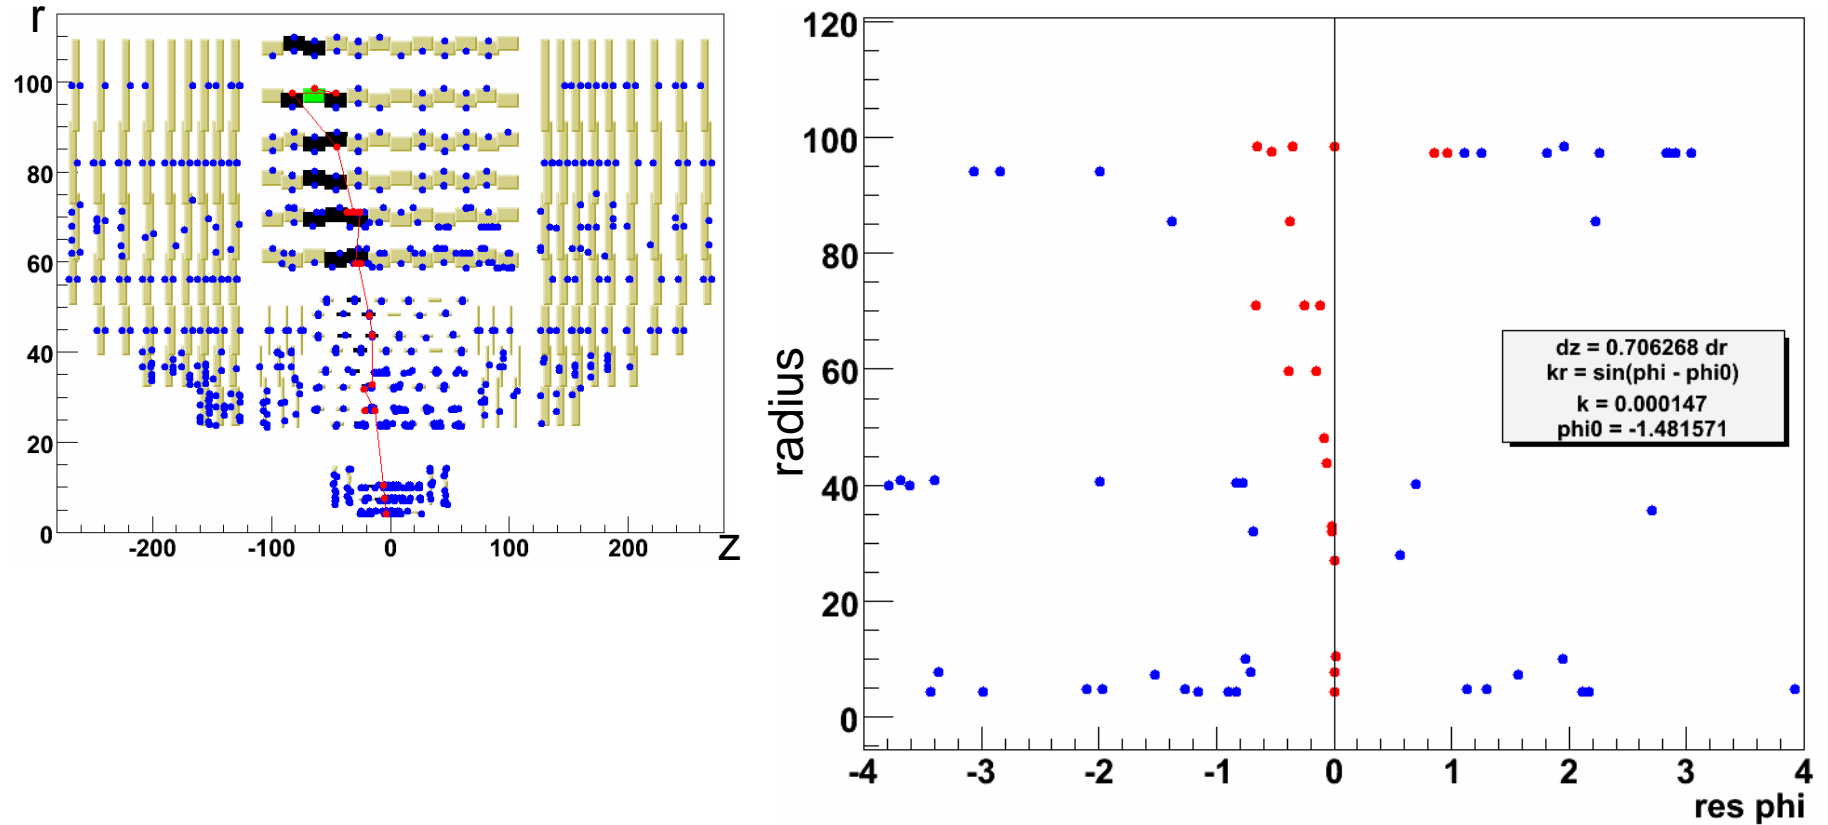 r
100
80
60
40
20
0
-200 -100 0 100 200 Z
120
100
80
60
40
20
0
radius
dz = 0.706268 dr
kr = sin(phi - phi0)
k = 0.000147
phi0 = -1.481571
-4 -3 -2 -1 0 1 2 3 4
res phi